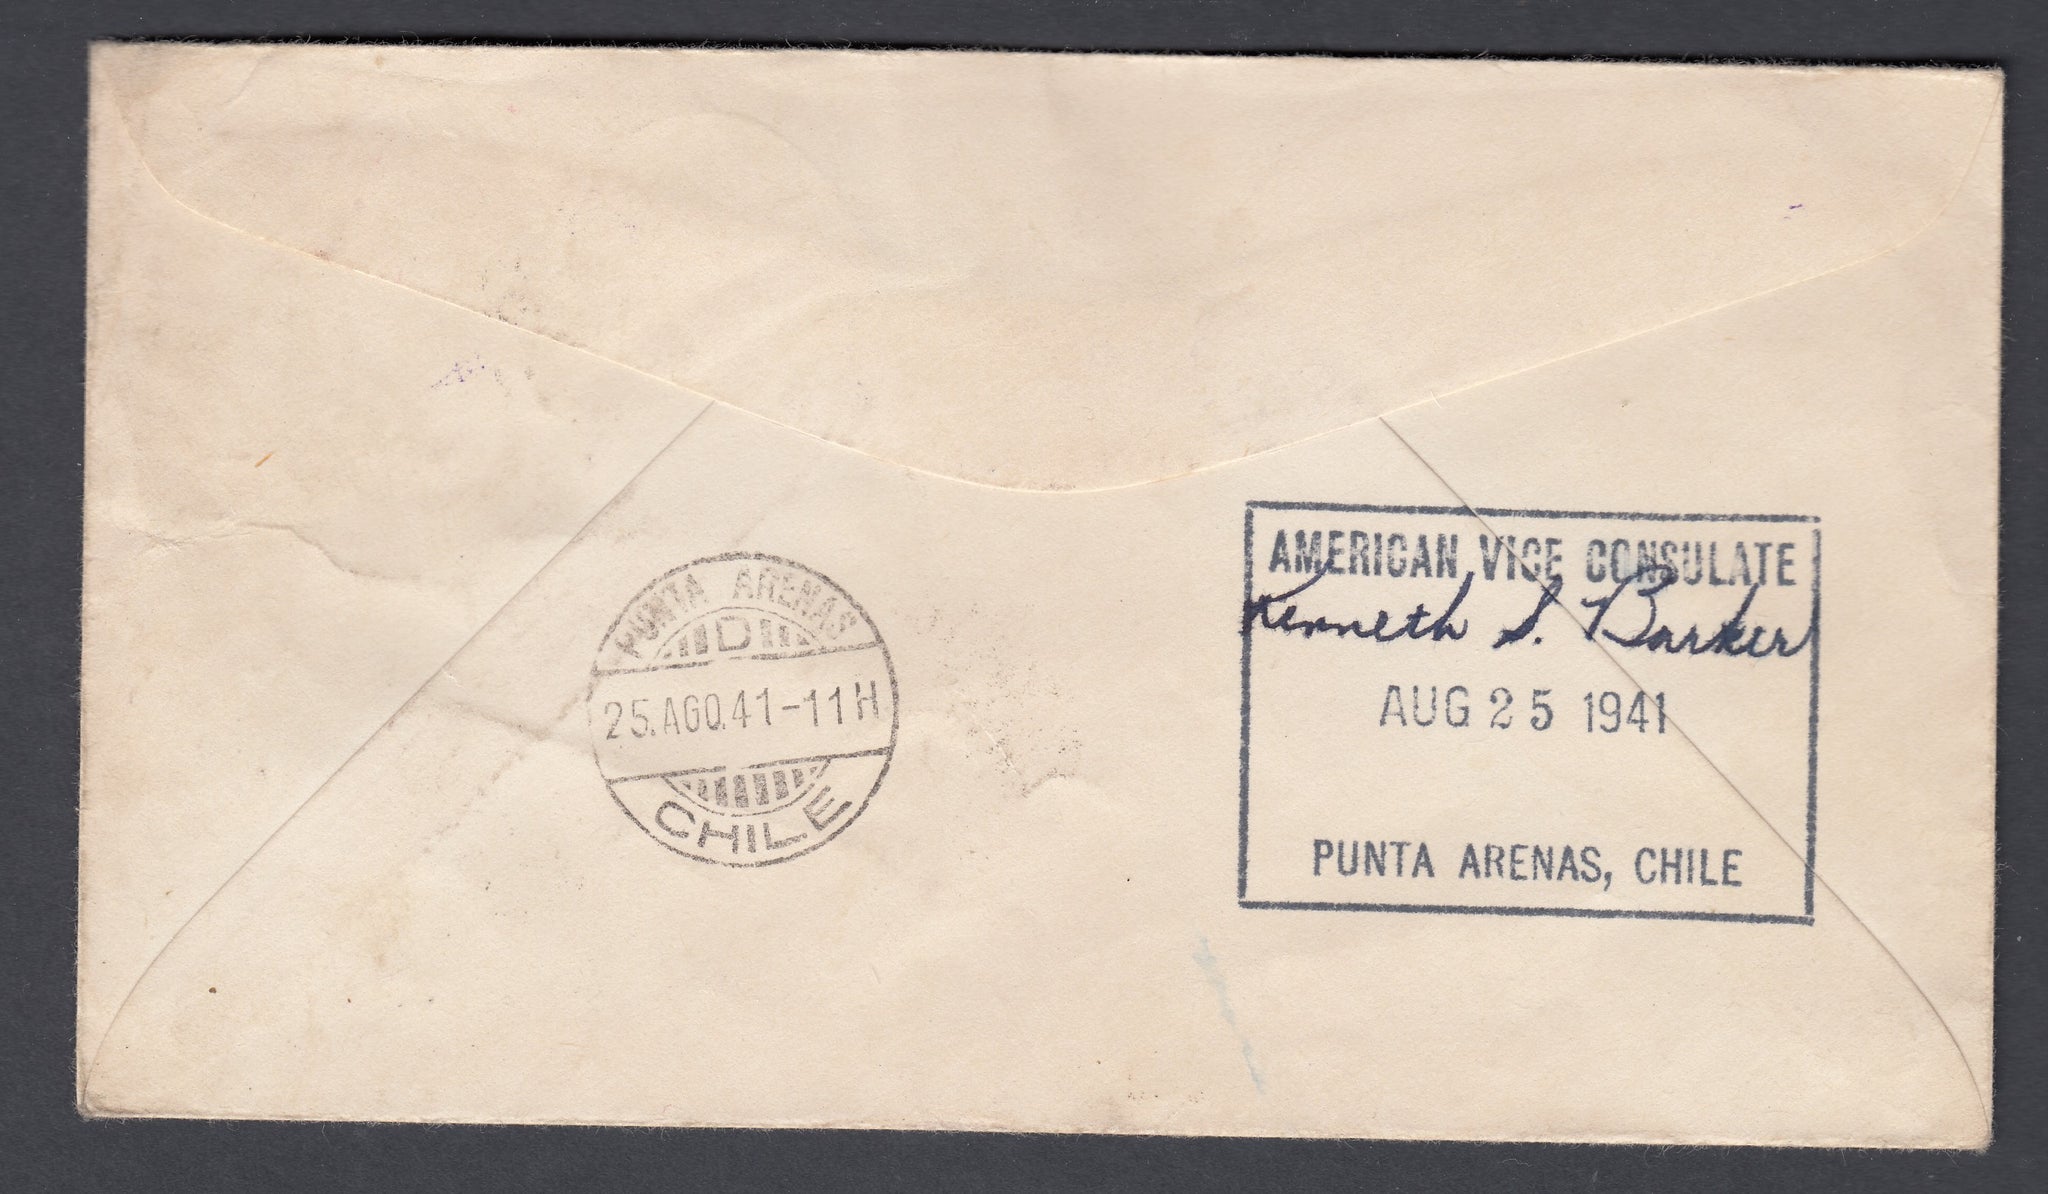 PUNTA ARENAS
D
25.AGO.41-11H
CHILE
AMERICAN VICE CONSULATE
Kenneth S. Barker
AUG 25 1941
PUNTA ARENAS, CHILE